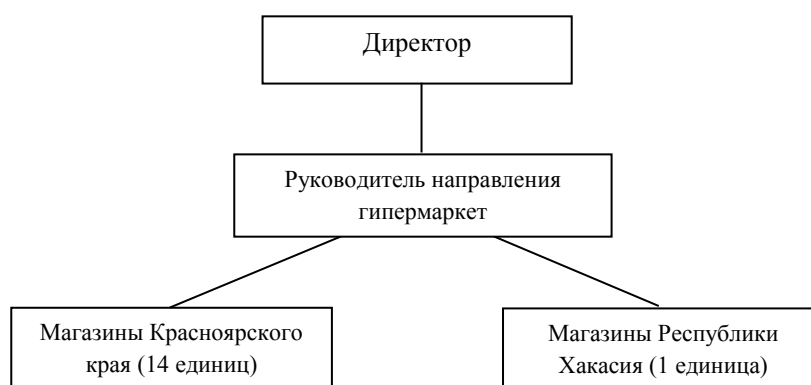 Директор
Руководитель направления
гипермаркет
Магазины Красноярского
края (14 единиц)
Магазины Республики
Хакасия (1 единица)